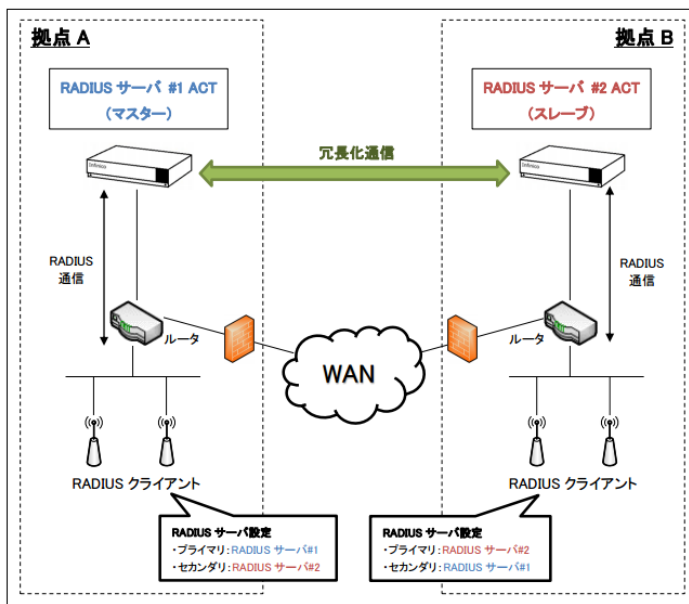 拠点 A
拠点 B
RADIUS サーバ #1 ACT
(マスター)
RADIUS サーバ #2 ACT
(スレーブ)
冗長化通信
RADIUS
通信
RADIUS
通信
ルータ
ルータ
WAN
RADIUS クライアント
RADIUS クライアント
RADIUS サーバ設定
・プライマリ:RADIUS サーバ#1
・セカンダリ:RADIUS サーバ#2
RADIUS サーバ設定
・プライマリ:RADIUS サーバ#2
・セカンダリ:RADIUS サーバ#1